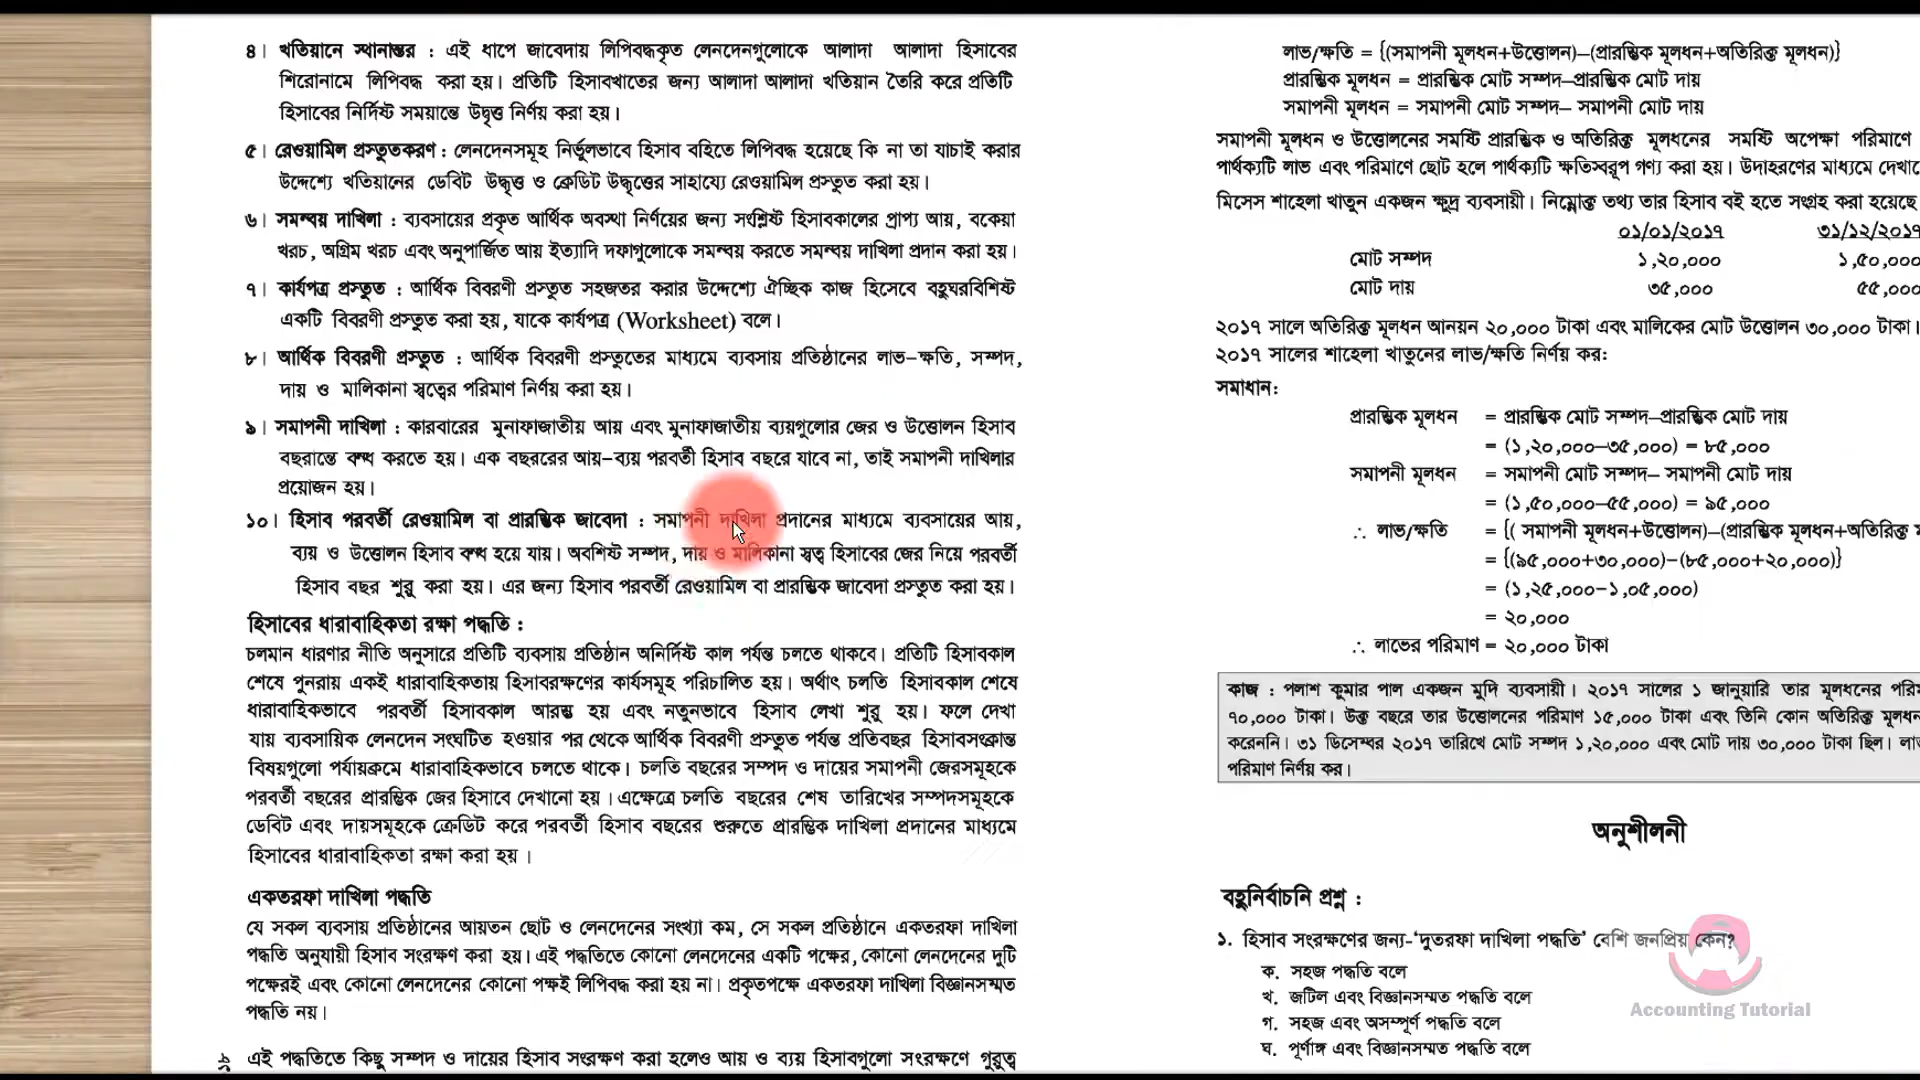 ৪। খতিয়ানে স্থানান্তর : এই ধাপে জাবেদায় লিপিবদ্ধকৃত লেনদেনগুলোকে আলাদা আলাদা হিসাবের
শিরোনামে লিপিবদ্ধ করা হয়। প্রতিটি হিসাবখাতের জন্য আলাদা আলাদা খতিয়ান তৈরি করে প্রতিটি
হিসাবের নির্দিষ্ট সময়ান্তে উদ্বৃত্ত নির্ণয় করা হয়।
৫। রেওয়ামিল প্রস্তুতকরণ : লেনদেনসমূহ নির্ভুলভাবে হিসাব বহিতে লিপিবদ্ধ হয়েছে কি না তা যাচাই করার
উদ্দেশ্যে খতিয়ানের ডেবিট উদ্ধৃত্ত ও ক্রেডিট উদ্ধৃত্তের সাহায্যে রেওয়ামিল প্রস্তুত করা হয়।
৬। সমন্বয় দাখিলা : ব্যবসায়ের প্রকৃত আর্থিক অবস্থা নির্ণয়ের জন্য সংশ্লিষ্ট হিসাবকালের প্রাপ্য আয়, বকেয়া
খরচ, অগ্রিম খরচ এবং অনুপার্জিত আয় ইত্যাদি দফাগুলোকে সমন্বয় করতে সমন্বয় দাখিলা প্রদান করা হয়।
৭। কার্যপত্র প্রস্তুত : আর্থিক বিবরণী প্রস্তুত সহজতর করার উদ্দেশ্যে ঐচ্ছিক কাজ হিসেবে বহুঘরবিশিষ্ট
একটি বিবরণী প্রস্তুত করা হয়, যাকে কার্যপত্র (Worksheet) বলে।
৮। আর্থিক বিবরণী প্রস্তুত : আর্থিক বিবরণী প্রস্তুতের মাধ্যমে ব্যবসায় প্রতিষ্ঠানের লাভ-ক্ষতি, সম্পদ,
দায় ও মালিকানা স্বত্বের পরিমাণ নির্ণয় করা হয়।
৯। সমাপনী দাখিলা : কারবারের মুনাফাজাতীয় আয় এবং মুনাফাজাতীয় ব্যয়গুলোর জের ও উত্তোলন হিসাব
বছরান্তে বন্ধ করতে হয়। এক বছররের আয়-ব্যয় পরবর্তী হিসাব বছরে যাবে না, তাই সমাপনী দাখিলার
প্রয়োজন হয়।
১০। হিসাব পরবর্তী রেওয়ামিল বা প্রারম্ভিক জাবেদা : সমাপনী দাখিলা প্রদানের মাধ্যমে ব্যবসায়ের আয়,
ব্যয় ও উত্তোলন হিসাব বন্ধ হয়ে যায়। অবশিষ্ট সম্পদ, দায় ও মালিকানা স্বত্ব হিসাবের জের নিয়ে পরবর্তী
হিসাব বছর শুরু করা হয়। এর জন্য হিসাব পরবর্তী রেওয়ামিল বা প্রারম্ভিক জাবেদা প্রস্তুত করা হয়।
হিসাবের ধারাবাহিকতা রক্ষা পদ্ধতি :
চলমান ধারণার নীতি অনুসারে প্রতিটি ব্যবসায় প্রতিষ্ঠান অনির্দিষ্ট কাল পর্যন্ত চলতে থাকবে। প্রতিটি হিসাবকাল
শেষে পুনরায় একই ধারাবাহিকতায় হিসাবরক্ষণের কার্যসমূহ পরিচালিত হয়। অর্থাৎ চলতি হিসাবকাল শেষে
ধারাবাহিকভাবে পরবর্তী হিসাবকাল আরম্ভ হয় এবং নতুনভাবে হিসাব লেখা শুরু হয়। ফলে দেখা
যায় ব্যবসায়িক লেনদেন সংঘটিত হওয়ার পর থেকে আর্থিক বিবরণী প্রস্তুত পর্যন্ত প্রতিবছর হিসাবসংক্রান্ত
বিষয়গুলো পর্যায়ক্রমে ধারাবাহিকভাবে চলতে থাকে। চলতি বছরের সম্পদ ও দায়ের সমাপনী জেরসমূহকে
পরবর্তী বছরের প্রারম্ভিক জের হিসাবে দেখানো হয়। এক্ষেত্রে চলতি বছরের শেষ তারিখের সম্পদসমূহকে
ডেবিট এবং দায়সমূহকে ক্রেডিট করে পরবর্তী হিসাব বছরের শুরুতে প্রারম্ভিক দাখিলা প্রদানের মাধ্যমে
হিসাবের ধারাবাহিকতা রক্ষা করা হয়।
একতরফা দাখিলা পদ্ধতি
যে সকল ব্যবসায় প্রতিষ্ঠানের আয়তন ছোট ও লেনদেনের সংখ্যা কম, সে সকল প্রতিষ্ঠানে একতরফা দাখিলা
পদ্ধতি অনুযায়ী হিসাব সংরক্ষণ করা হয়। এই পদ্ধতিতে কোনো লেনদেনের একটি পক্ষের, কোনো লেনদেনের দুটি
পক্ষেরই এবং কোনো লেনদেনের কোনো পক্ষই লিপিবদ্ধ করা হয় না। প্রকৃতপক্ষে একতরফা দাখিলা বিজ্ঞানসম্মত
পদ্ধতি নয়।
এই পদ্ধতিতে কিছু সম্পদ ও দায়ের হিসাব সংরক্ষণ করা হলেও আয় ও ব্যয় হিসাবগুলো সংরক্ষণে গুরুত্ব
লাভ/ক্ষতি = {(সমাপনী মূলধন+উত্তোলন)–(প্রারম্ভিক মূলধন+অতিরিক্ত মূলধন)}
প্রারম্ভিক মূলধন = প্রারম্ভিক মোট সম্পদ–প্রারম্ভিক মোট দায়
সমাপনী মূলধন = সমাপনী মোট সম্পদ– সমাপনী মোট দায়
সমাপনী মূলধন ও উত্তোলনের সমষ্টি প্রারম্ভিক ও অতিরিক্ত মূলধনের সমষ্টি অপেক্ষা পরিমাণে
পার্থক্যটি লাভ এবং পরিমাণে ছোট হলে পার্থক্যটি ক্ষতিস্বরূপ গণ্য করা হয়। উদাহরণের মাধ্যমে দেখা
মিসেস শাহেলা খাতুন একজন ক্ষুদ্র ব্যবসায়ী। নিম্নোক্ত তথ্য তার হিসাব বই হতে সংগ্রহ করা হয়েছে
০১/০১/২০১৭ ৩১/১২/২০১৭
মোট সম্পদ ১,২০,০০০ ১,৫০,০০০
মোট দায় ৩৫,০০০ ৫৫,০০০
২০১৭ সালে অতিরিক্ত মূলধন আনয়ন ২০,০০০ টাকা এবং মালিকের মোট উত্তোলন ৩০,০০০ টাকা।
২০১৭ সালের শাহেলা খাতুনের লাভ/ক্ষতি নির্ণয় কর:
সমাধান:
প্রারম্ভিক মূলধন = প্রারম্ভিক মোট সম্পদ–প্রারম্ভিক মোট দায়
= (১,২০,০০০–৩৫,০০০) = ৮৫,০০০
সমাপনী মূলধন = সমাপনী মোট সম্পদ– সমাপনী মোট দায়
= (১,৫০,০০০–৫৫,০০০) = ৯৫,০০০
∴ লাভ/ক্ষতি = {( সমাপনী মূলধন+উত্তোলন)–(প্রারম্ভিক মূলধন+অতিরিক্ত
= {(৯৫,০০০+৩০,০০০)–(৮৫,০০০+২০,০০০)}
= (১,২৫,০০০–১,০৫,০০০)
= ২০,০০০
∴ লাভের পরিমাণ = ২০,০০০ টাকা
কাজ : পলাশ কুমার পাল একজন মুদি ব্যবসায়ী। ২০১৭ সালের ১ জানুয়ারি তার মূলধনের পরি
৭০,০০০ টাকা। উক্ত বছরে তার উত্তোলনের পরিমাণ ১৫,০০০ টাকা এবং তিনি কোন অতিরিক্ত মূলধন
করেননি। ৩১ ডিসেম্বর ২০১৭ তারিখে মোট সম্পদ ১,২০,০০০ এবং মোট দায় ৩০,০০০ টাকা ছিল। লা
পরিমাণ নির্ণয় কর।
অনুশীলনী
বহুনির্বাচনি প্রশ্ন :
১. হিসাব সংরক্ষণের জন্য-‘দুতরফা দাখিলা পদ্ধতি’ বেশি জনপ্রিয় কেন?
ক. সহজ পদ্ধতি বলে
খ. জটিল এবং বিজ্ঞানসম্মত পদ্ধতি বলে
গ. সহজ এবং অসম্পূর্ণ পদ্ধতি বলে
ঘ. পূর্ণাঙ্গ এবং বিজ্ঞানসম্মত পদ্ধতি বলে
Accounting Tutorial